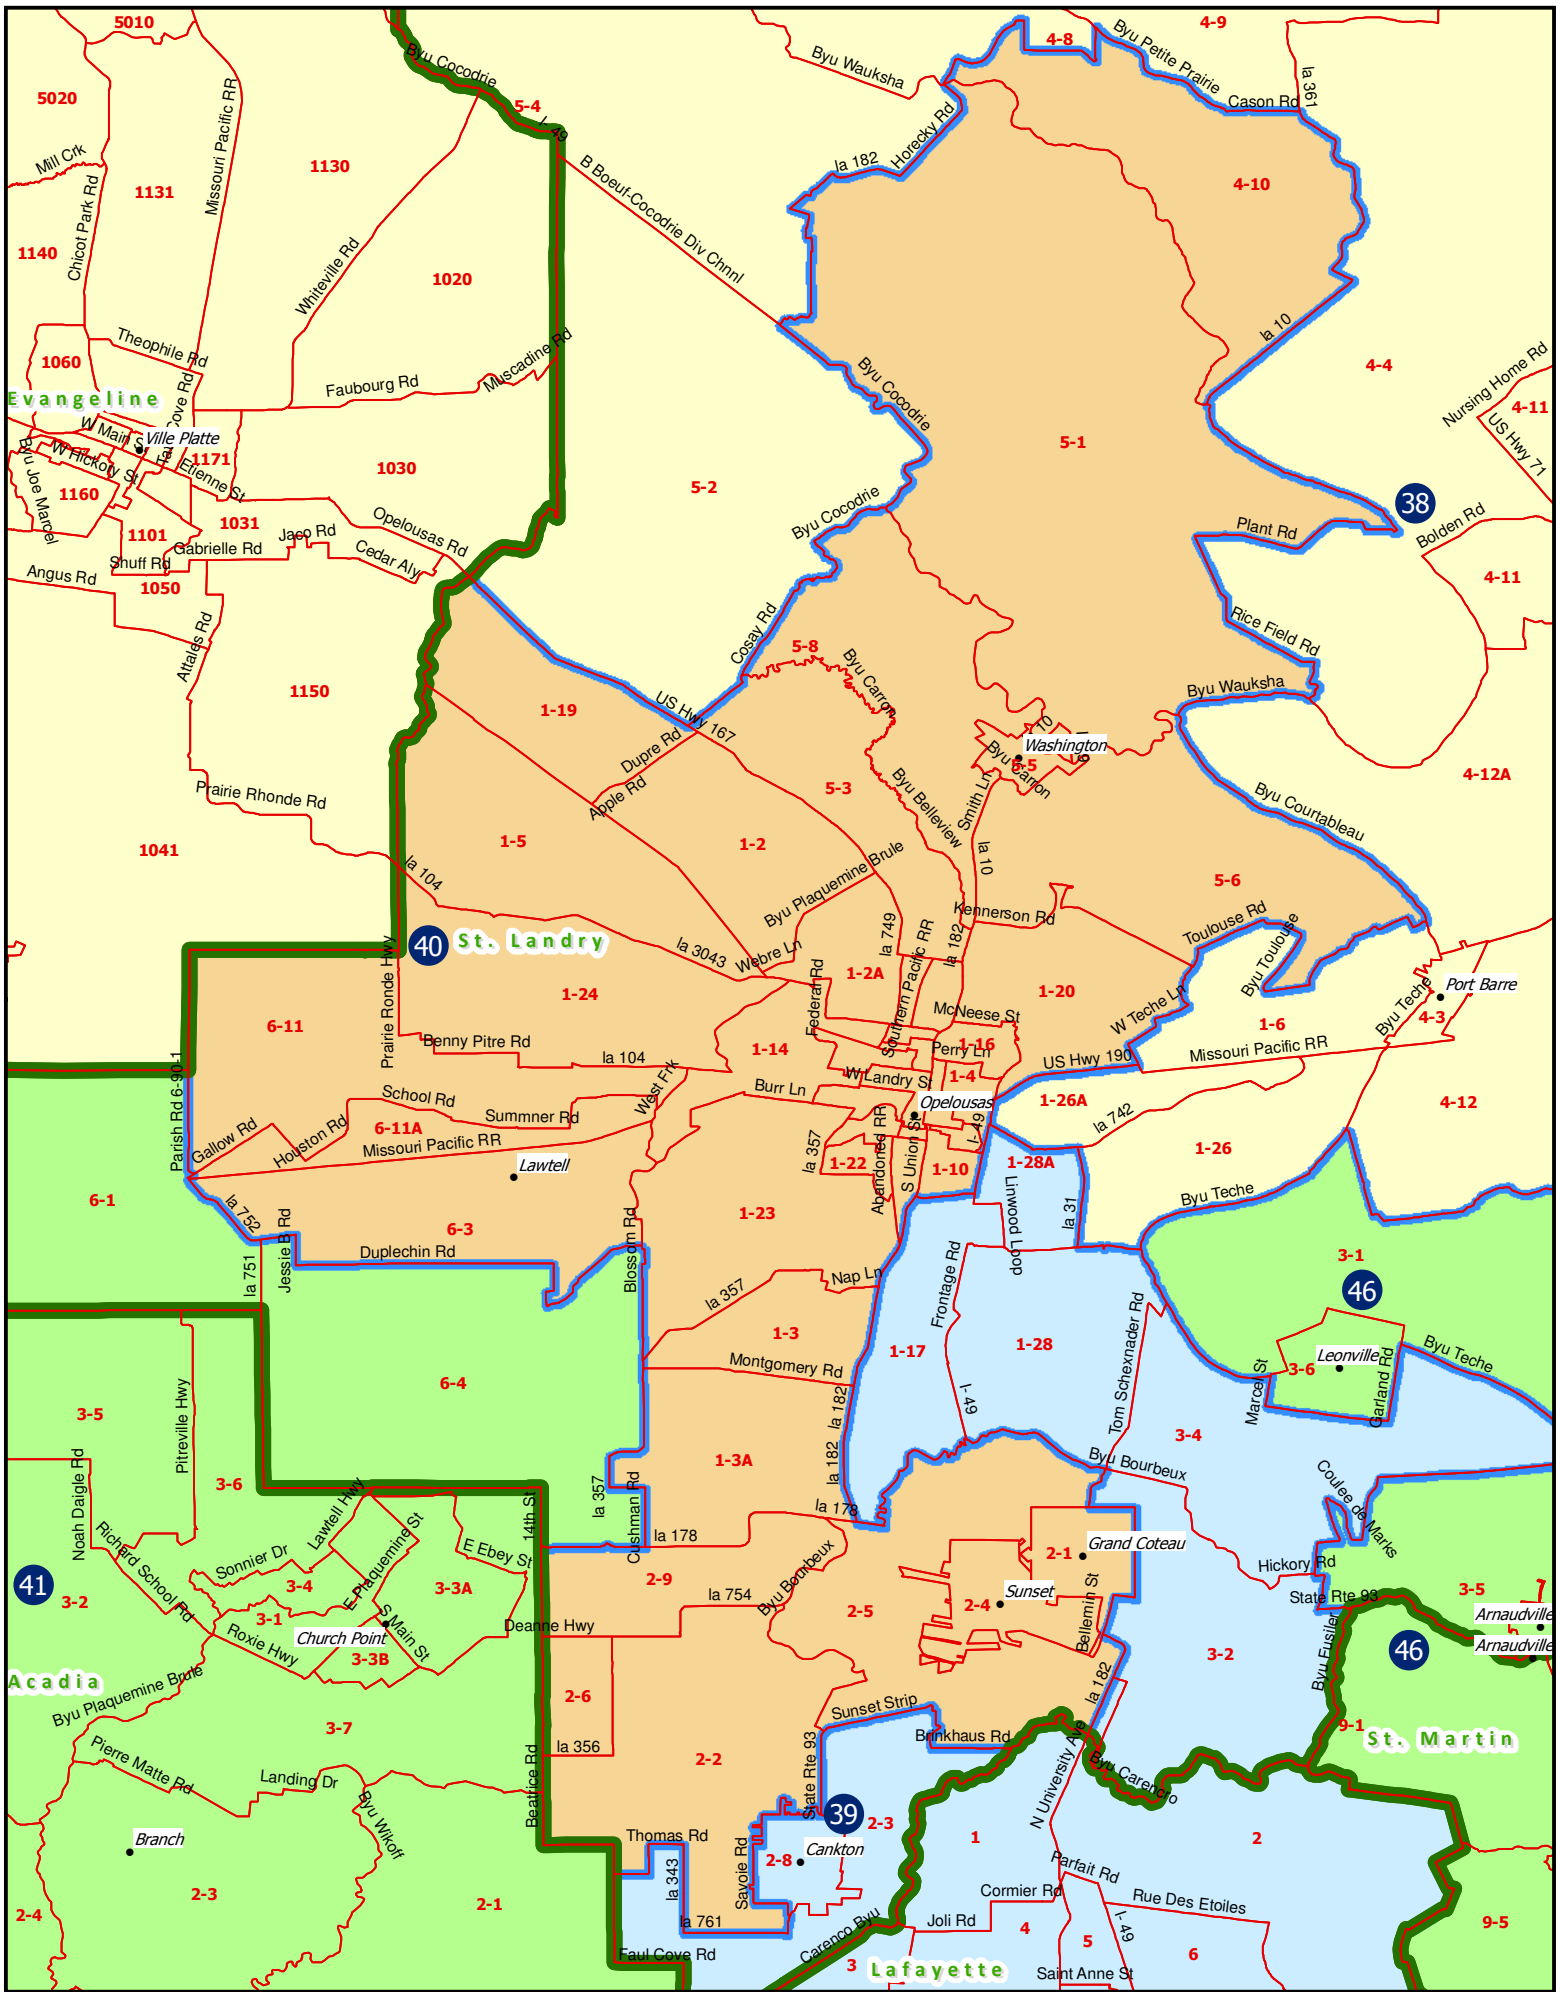 5010
Byu Cocodrie
5-4
I- 49
Byu Wauksha
4-8
Byu Petite Prairie
4-9
la 361
Cason Rd
5020
Mill Crk
Missouri Pacific RR
1130
1131
Chicot Park Rd
1140
Whiteville Rd
1020
B Boeuf-Cocodrie Div Chnnl
la 182
Horecky Rd
4-10
la 10
4-4
Nursing Home Rd
4-11
US Hwy 71
Theophile Rd
1060
Evangeline
Faubourg Rd
Muscadine Rd
Byu Cocodrie
5-1
W Main S
Ville Platte
W Hickory St
Byu Joe Marcel
1171
Etienne St
1160
1030
5-2
38
1101
1031
Jaco Rd
Gabrielle Rd
Shuff Rd
Opelousas Rd
Cedar Aly
Byu Cocodrie
Plant Rd
Bolden Rd
Angus Rd
1050
4-11
Attales Rd
Cosay Rd
Rice Field Rd
5-8
Byu Carron
1150
1-19
US Hwy 167
Byu Wauksha
Dupre Rd
10
Washington
Byu Carron
5-5
4-12A
Prairie Rhonde Rd
Apple Rd
5-3
Byu Belleview
Smith Ln
Byu Courtableau
1041
1-5
1-2
la 104
la 10
Byu Plaquemine Brule
5-6
Kennerson Rd
Toulouse Rd
40
St. Landry
la 3043
Webre Ln
la 749
la 182
Byu Toulouse
Prairie Ronde Hwy
1-24
1-2A
Federal Rd
Southern Pacific RR
1-20
W Teche Ln
Port Barre
Byu Teche
4-3
6-11
McNeese St
1-6
Benny Pitre Rd
la 104
1-14
1-16
Perry Ln
US Hwy 190
Missouri Pacific RR
Parish Rd 6-90-1
West Frk
Burr Ln
W Landry St
1-4
Opelousas
1-26A
la 742
4-12
School Rd
Summner Rd
6-11A
Gallow Rd
Houston Rd
Missouri Pacific RR
Lawtell
la 357
1-22
Abandoned RR
S Union St
1-10
I- 49
1-28A
1-26
6-1
la 752
1-23
Linwood Loop
la 31
Byu Teche
6-3
Jessie B Rd
la 751
Duplechin Rd
Blossom Rd
3-1
Nap Ln
la 357
Frontage Rd
46
1-3
1-17
1-28
Tom Schexnader Rd
Leonville
3-6
Byu Teche
Montgomery Rd
6-4
Marcel St
Garland Rd
3-5
Pitreville Hwy
la 182
I- 49
3-4
Noah Daigle Rd
3-6
1-3A
la 182
Byu Bourbeux
Coulee de Marks
la 357
Cushman Rd
la 178
la 178
Lawtell Hwy
14th St
Richard School Rd
Sonnier Dr
E Plaquemine St
E Ebey St
Byu Bourbeux
2-1
Grand Coteau
Hickory Rd
41
3-2
3-4
3-3A
2-9
la 754
2-5
2-4
Sunset
State Rte 93
3-5
3-1
S Main St
Deanne Hwy
Bellemin St
Arnaudville
Roxie Hwy
Church Point
3-3B
3-2
46
Arnaudville
Byu Fusilier
Acadia
Byu Plaquemine Brule
2-6
la 182
Sunset Strip
9-1
St. Martin
3-7
Brinkhaus Rd
Pierre Matte Rd
Landing Dr
la 356
2-2
State Rte 93
N University Ave
Byu Carencro
Beatrice Rd
Byu Wikoff
39
2-3
1
2
Branch
Thomas Rd
Savoie Rd
Cankton
2-8
Parfait Rd
la 343
2-3
2-1
Cormier Rd
Rue Des Etoiles
2-4
la 761
Joli Rd
4
I- 49
9-5
Carenco Byu
5
6
Faul Cove Rd
3
Lafayette
Saint Anne St